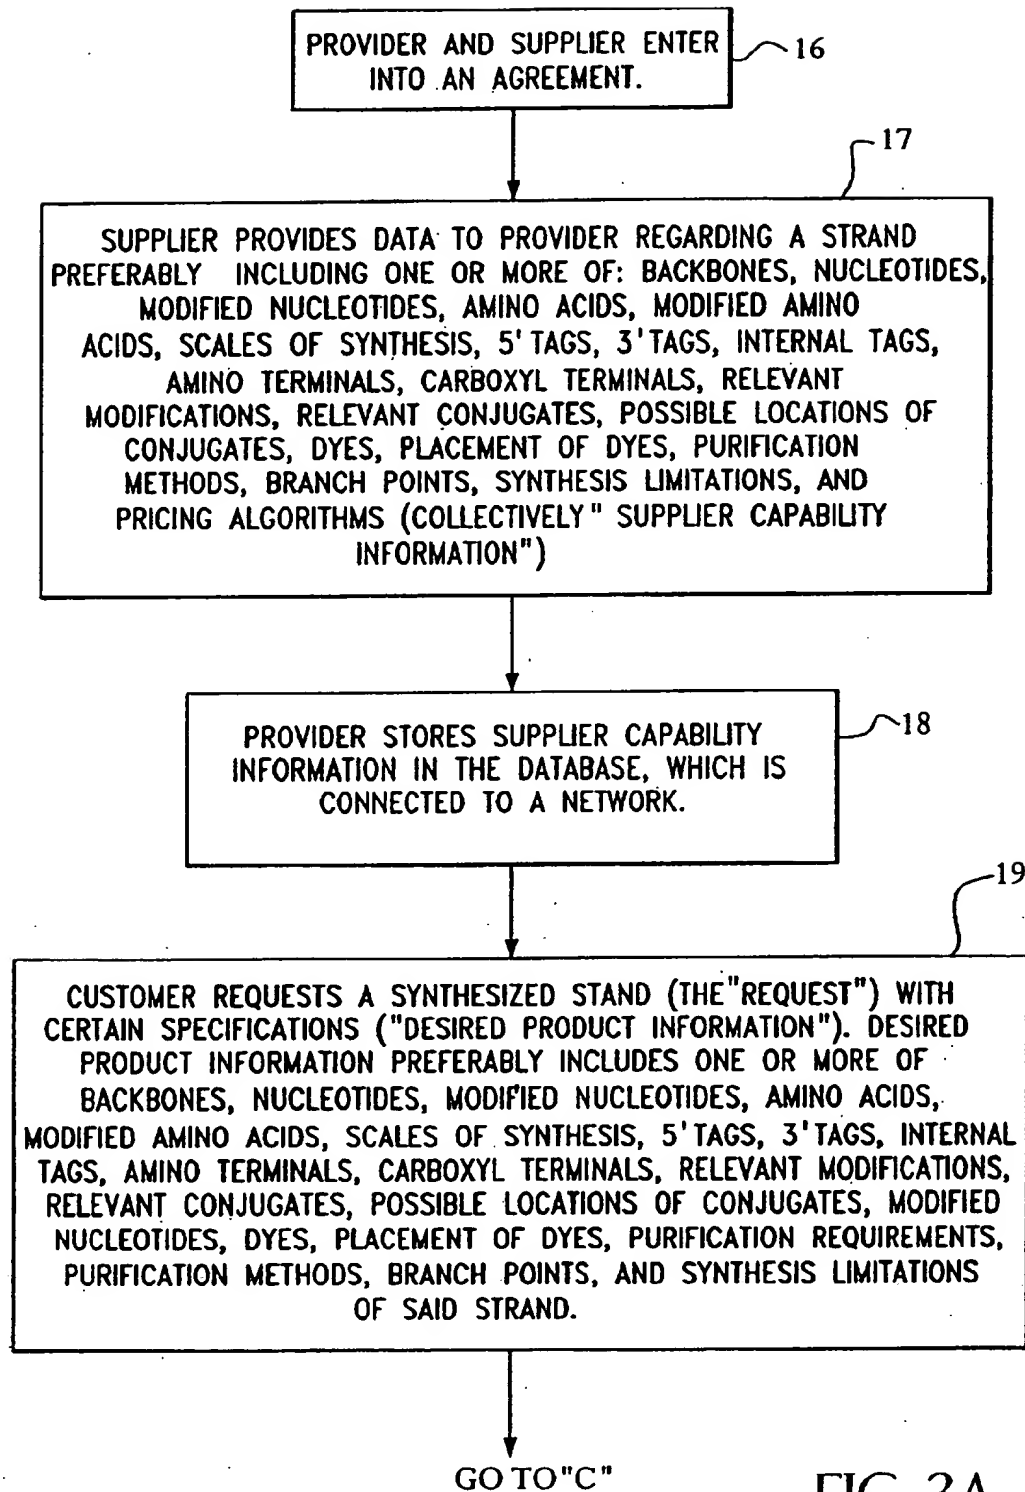 PROVIDER AND SUPPLIER ENTER
INTO AN AGREEMENT.
16
17
SUPPLIER PROVIDES DATA TO PROVIDER REGARDING A STRAND
PREFERABLY INCLUDING ONE OR MORE OF: BACKBONES, NUCLEOTIDES,
MODIFIED NUCLEOTIDES, AMINO ACIDS, MODIFIED AMINO
ACIDS, SCALES OF SYNTHESIS, 5' TAGS, 3' TAGS, INTERNAL TAGS,
AMINO TERMINALS, CARBOXYL TERMINALS, RELEVANT
MODIFICATIONS, RELEVANT CONJUGATES, POSSIBLE LOCATIONS OF
CONJUGATES, DYES, PLACEMENT OF DYES, PURIFICATION
METHODS, BRANCH POINTS, SYNTHESIS LIMITATIONS, AND
PRICING ALGORITHMS (COLLECTIVELY " SUPPLIER CAPABILITY
INFORMATION")
PROVIDER STORES SUPPLIER CAPABILITY
INFORMATION IN THE DATABASE, WHICH IS
CONNECTED TO A NETWORK.
18
19
CUSTOMER REQUESTS A SYNTHESIZED STAND (THE "REQUEST") WITH
CERTAIN SPECIFICATIONS ("DESIRED PRODUCT INFORMATION"). DESIRED
PRODUCT INFORMATION PREFERABLY INCLUDES ONE OR MORE OF
BACKBONES, NUCLEOTIDES, MODIFIED NUCLEOTIDES, AMINO ACIDS,
MODIFIED AMINO ACIDS, SCALES OF SYNTHESIS, 5' TAGS, 3' TAGS, INTERNAL
TAGS, AMINO TERMINALS, CARBOXYL TERMINALS, RELEVANT MODIFICATIONS,
RELEVANT CONJUGATES, POSSIBLE LOCATIONS OF CONJUGATES, MODIFIED
NUCLEOTIDES, DYES, PLACEMENT OF DYES, PURIFICATION REQUIREMENTS,
PURIFICATION METHODS, BRANCH POINTS, AND SYNTHESIS LIMITATIONS
OF SAID STRAND.
GO TO "C"
FIG. 2A